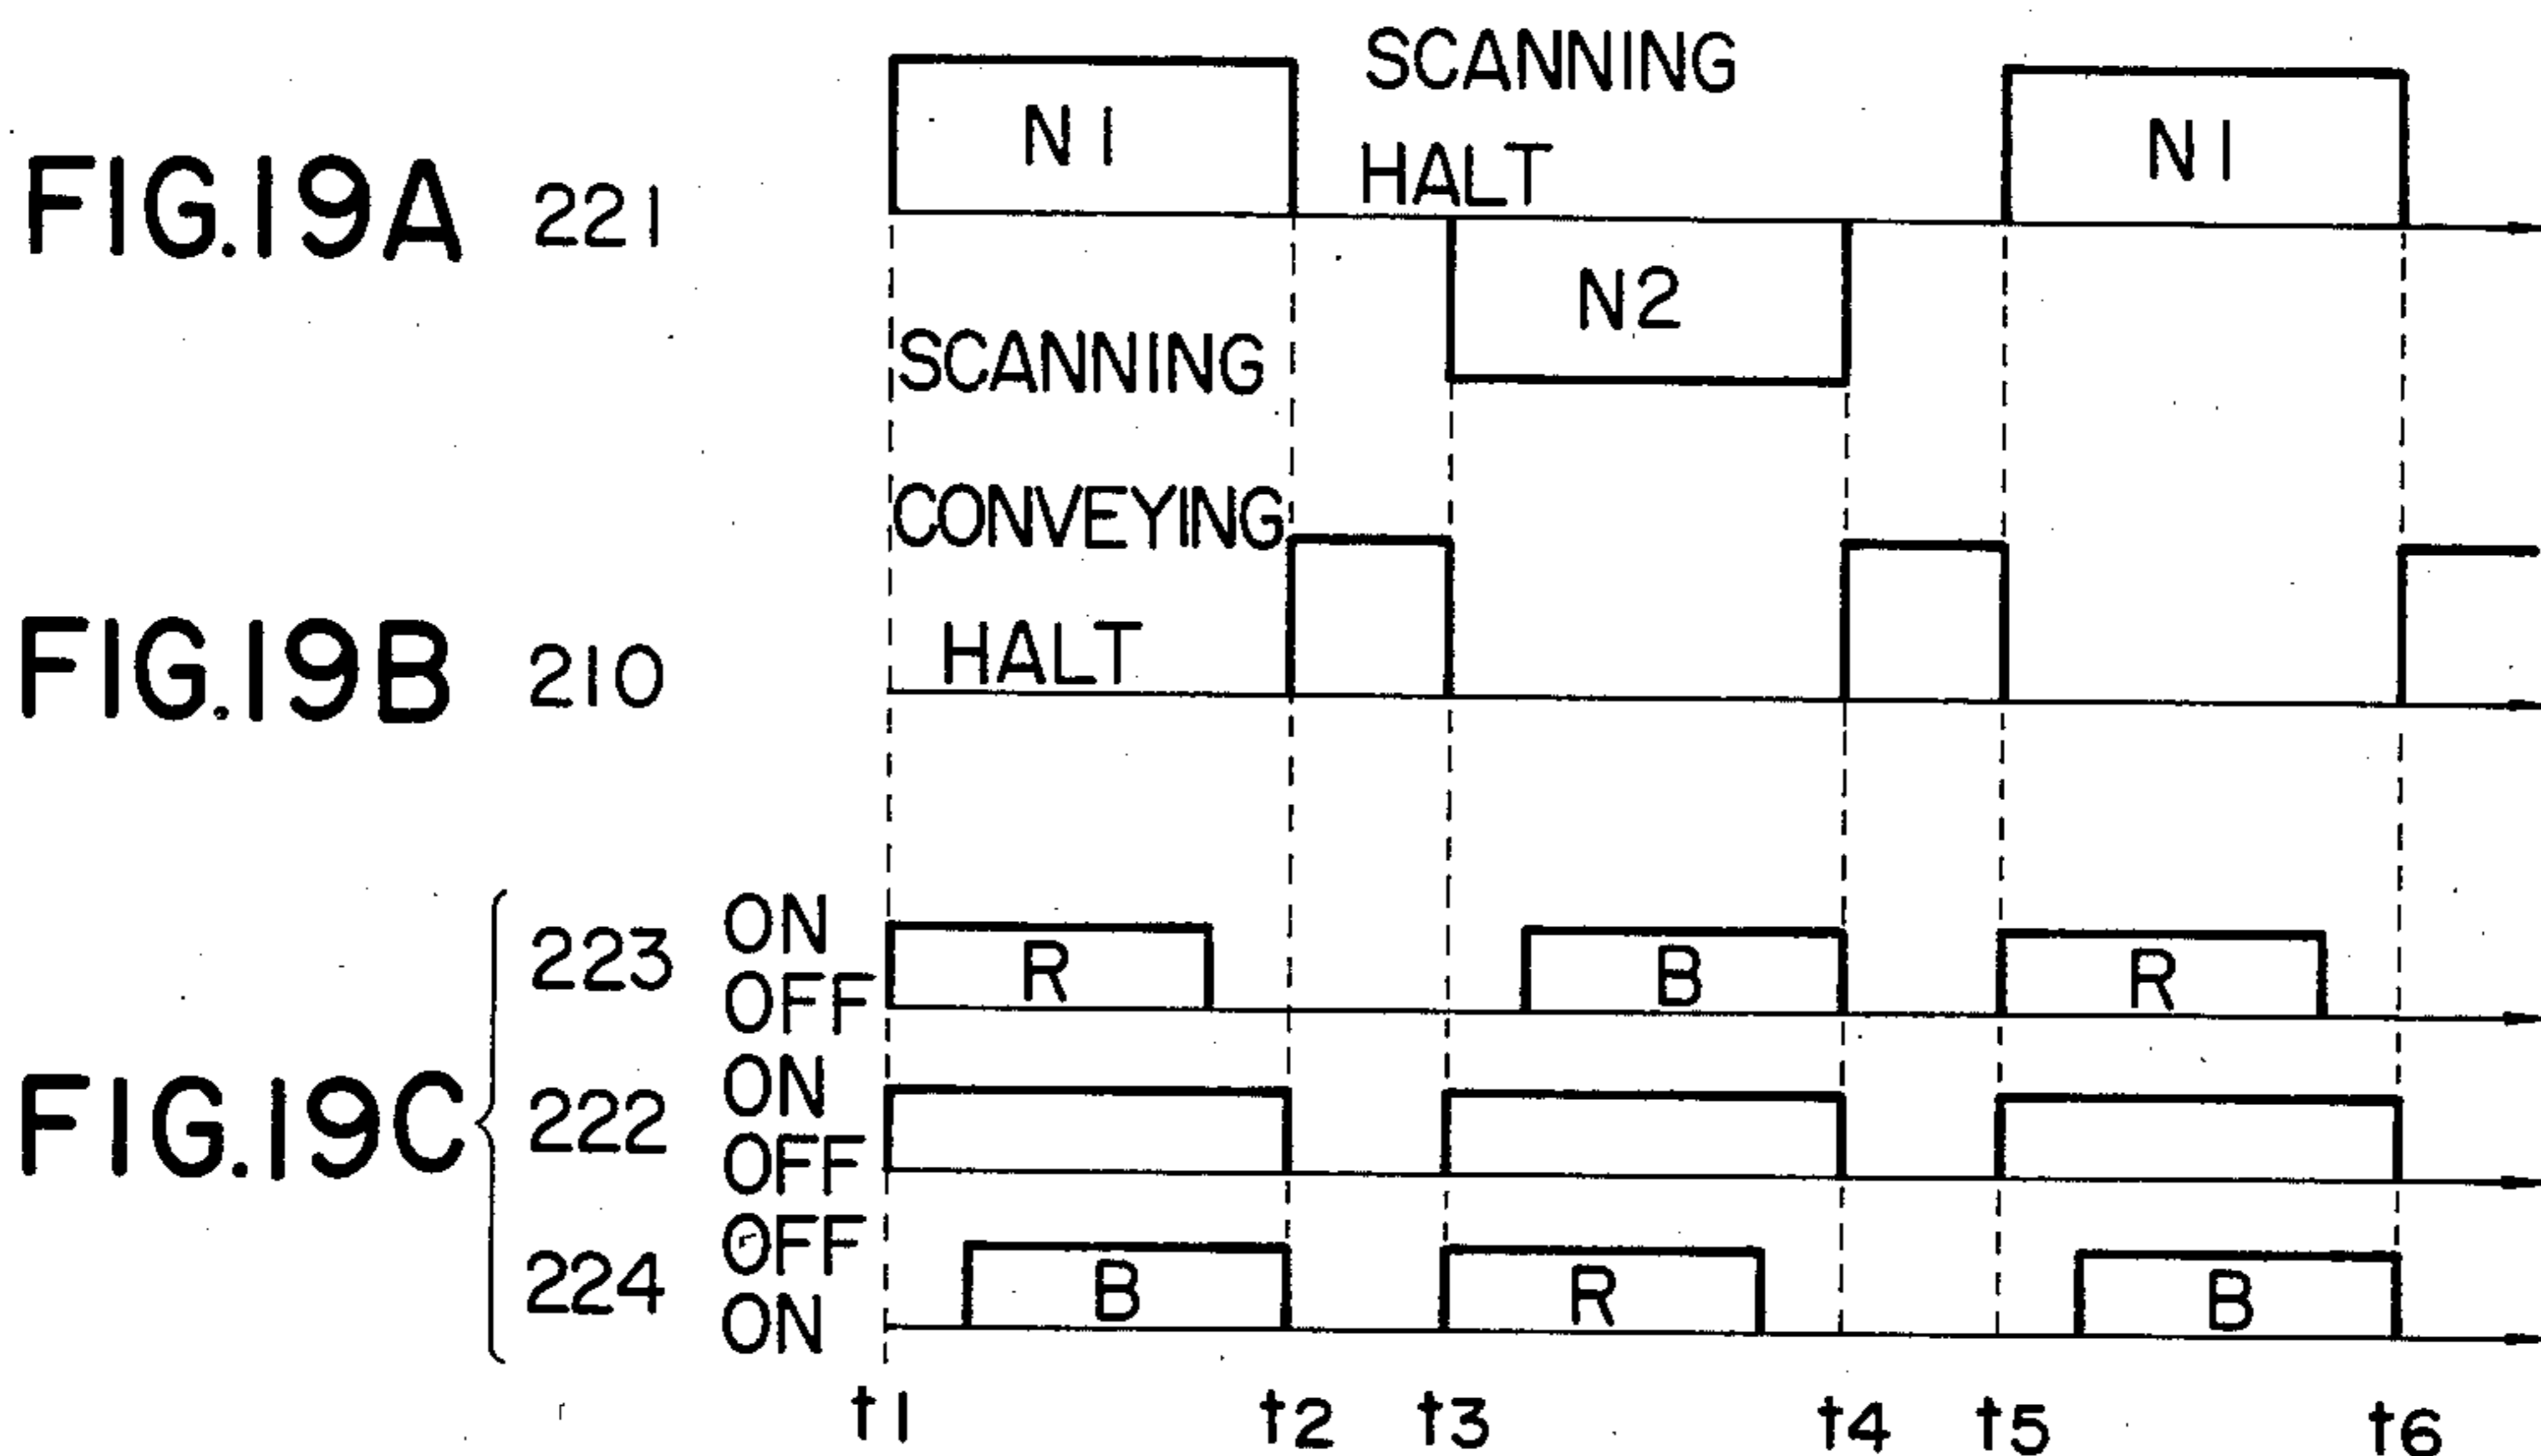 FIG.19A 221
N1
SCANNING
HALT
N1
N2
SCANNING
FIG.19B 210
CONVEYING
HALT
FIG.19C
223 ON
OFF
R B R
222 ON
OFF
224 OFF
ON
B R B
t1 t2 t3 t4 t5 t6